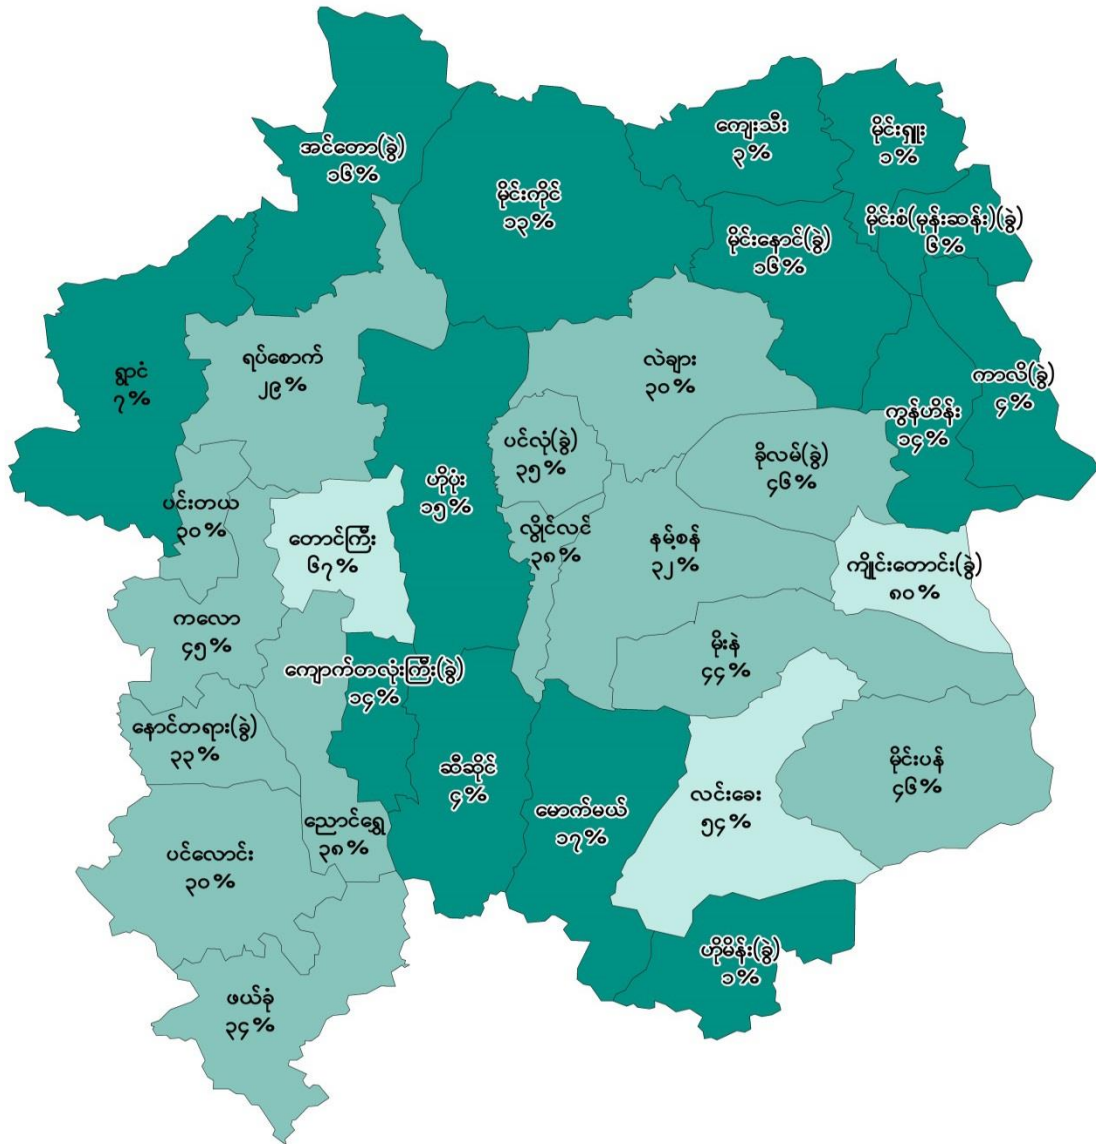 အင်တော(ခွဲ)
၁၆%
မိုင်းကိုင်
၁၃%
ကျေးသီး
၃%
မိုင်းရှူး
၁%
မိုင်းစံ(မုန်းဆန်း)(ခွဲ)
၆%
မိုင်းနောင်(ခွဲ)
၁၆%
ရွာငံ
၇%
ရပ်စောက်
၂၉%
လဲချား
၃၀%
ကာလိ(ခွဲ)
၄%
ကွန်ဟိန်း
၁၄%
ပင်လုံ(ခွဲ)
၃၅%
ခိုလမ်(ခွဲ)
၄၆%
ဟိုပုံး
၁၅%
ပင်းတယ
၃၀%
တောင်ကြီး
၆၇%
လွိုင်လင်
၃၈%
နမ့်စန်
၃၂%
ကျိုင်းတောင်း(ခွဲ)
၈၀%
ကလော
၄၅%
မိုးနဲ
၄၄%
ကျောက်တလုံးကြီး(ခွဲ)
၁၄%
နောင်တရား(ခွဲ)
၃၃%
ဆီဆိုင်
၄%
မိုင်းပန်
၄၆%
မောက်မယ်
၁၇%
လင်းခေး
၅၄%
ညောင်ရွှေ
၃၈%
ပင်လောင်း
၃၀%
ဟိုမိန်း(ခွဲ)
၁%
ဖယ်ခုံ
၃၄%